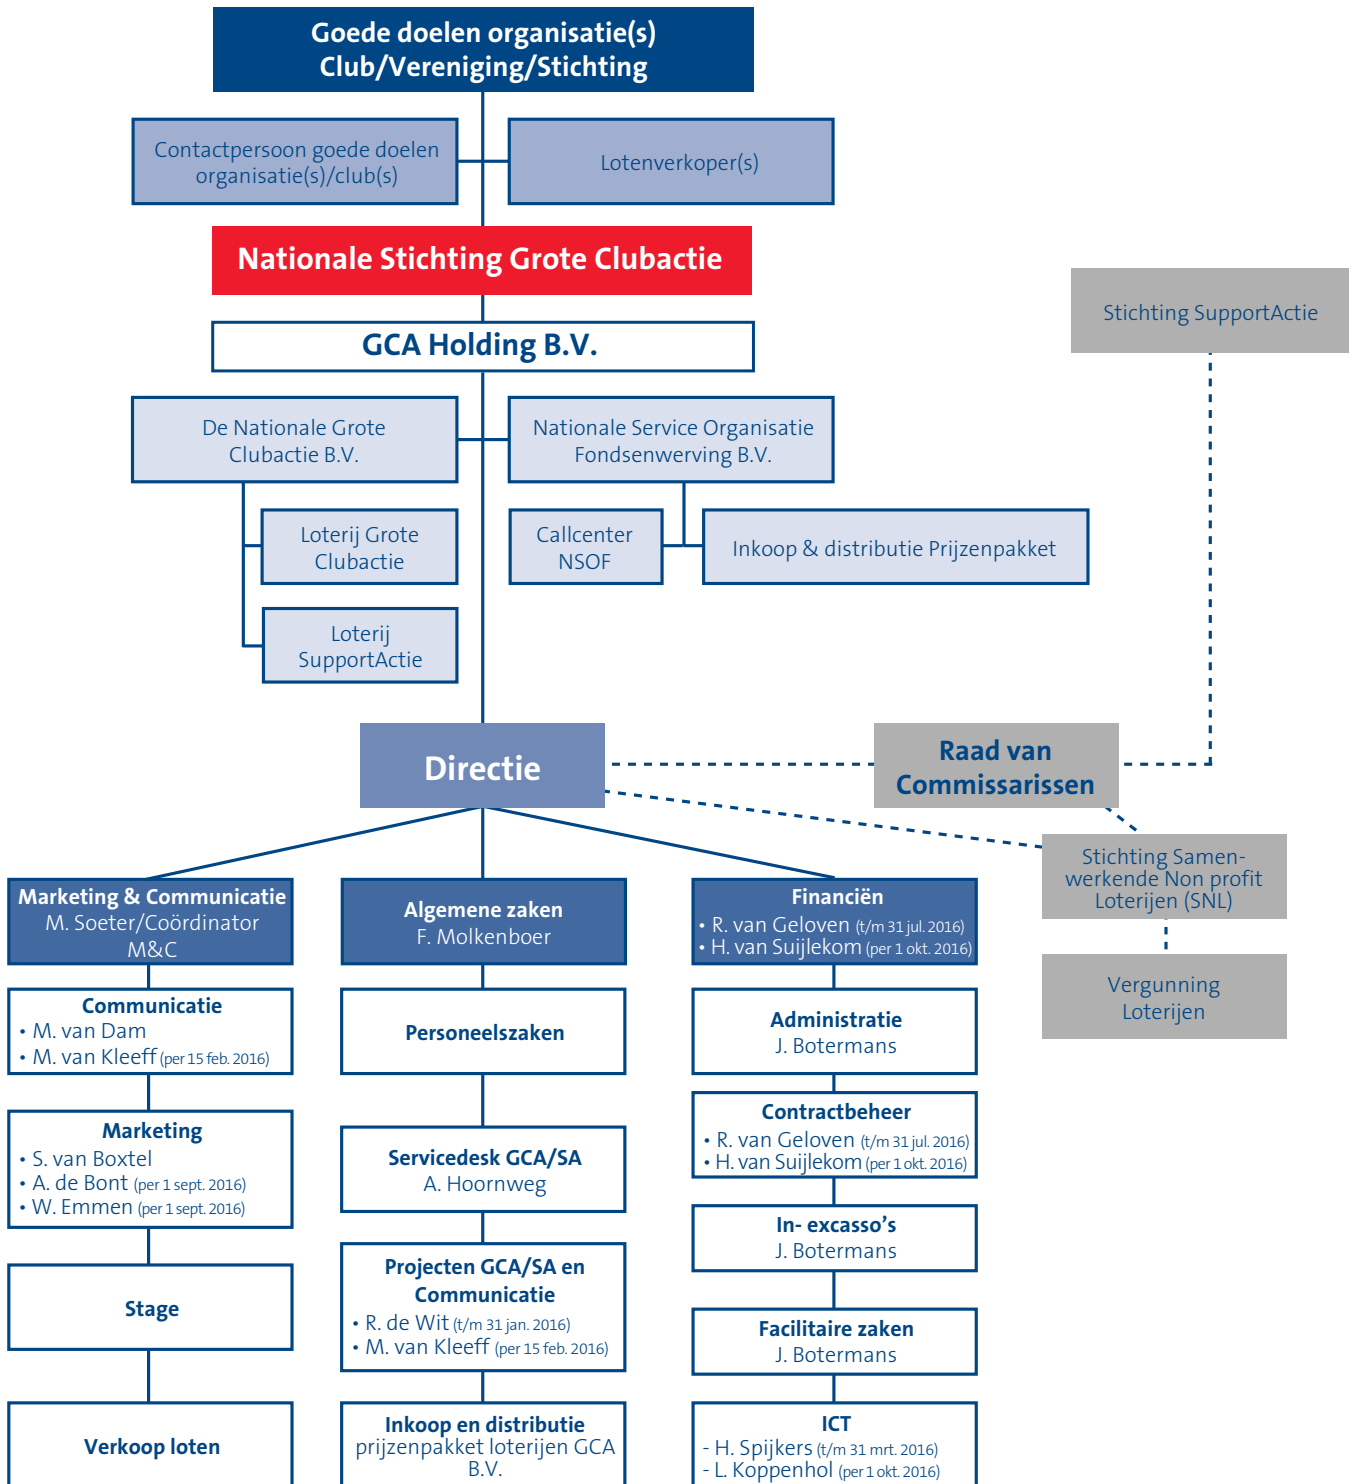 Goede doelen organisatie(s)
Club/Vereniging/Stichting
Contactpersoon goede doelen
organisatie(s)/club(s)
Lotenverkoper(s)
Nationale Stichting Grote Clubactie
Stichting SupportActie
GCA Holding B.V.
De Nationale Grote
Clubactie B.V.
Nationale Service Organisatie
Fondsenwerving B.V.
Loterij Grote
Clubactie
Callcenter
NSOF
Inkoop & distributie Prijzenpakket
Loterij
SupportActie
Directie
Raad van
Commissarissen
Stichting Samen-
werkende Non profit
Loterijen (SNL)
Vergunning
Loterijen
Marketing & Communicatie
M. Soeter/Coördinator
M&C
Communicatie
• M. van Dam
• M. van Kleeff (per 15 feb. 2016)
Marketing
• S. van Boxtel
• A. de Bont (per 1 sept. 2016)
• W. Emmen (per 1 sept. 2016)
Stage
Verkoop loten
Algemene zaken
F. Molkenboer
Personeelszaken
Servicedesk GCA/SA
A. Hoornweg
Projecten GCA/SA en
Communicatie
• R. de Wit (t/m 31 jan. 2016)
• M. van Kleeff (per 15 feb. 2016)
Inkoop en distributie
prijzenpakket loterijen GCA
B.V.
Financiën
• R. van Geloven (t/m 31 jul. 2016)
• H. van Suijlekom (per 1 okt. 2016)
Administratie
J. Botermans
Contractbeheer
• R. van Geloven (t/m 31 jul. 2016)
• H. van Suijlekom (per 1 okt. 2016)
In- excasso’s
J. Botermans
Facilitaire zaken
J. Botermans
ICT
- H. Spijkers (t/m 31 mrt. 2016)
- L. Koppenhol (per 1 okt. 2016)